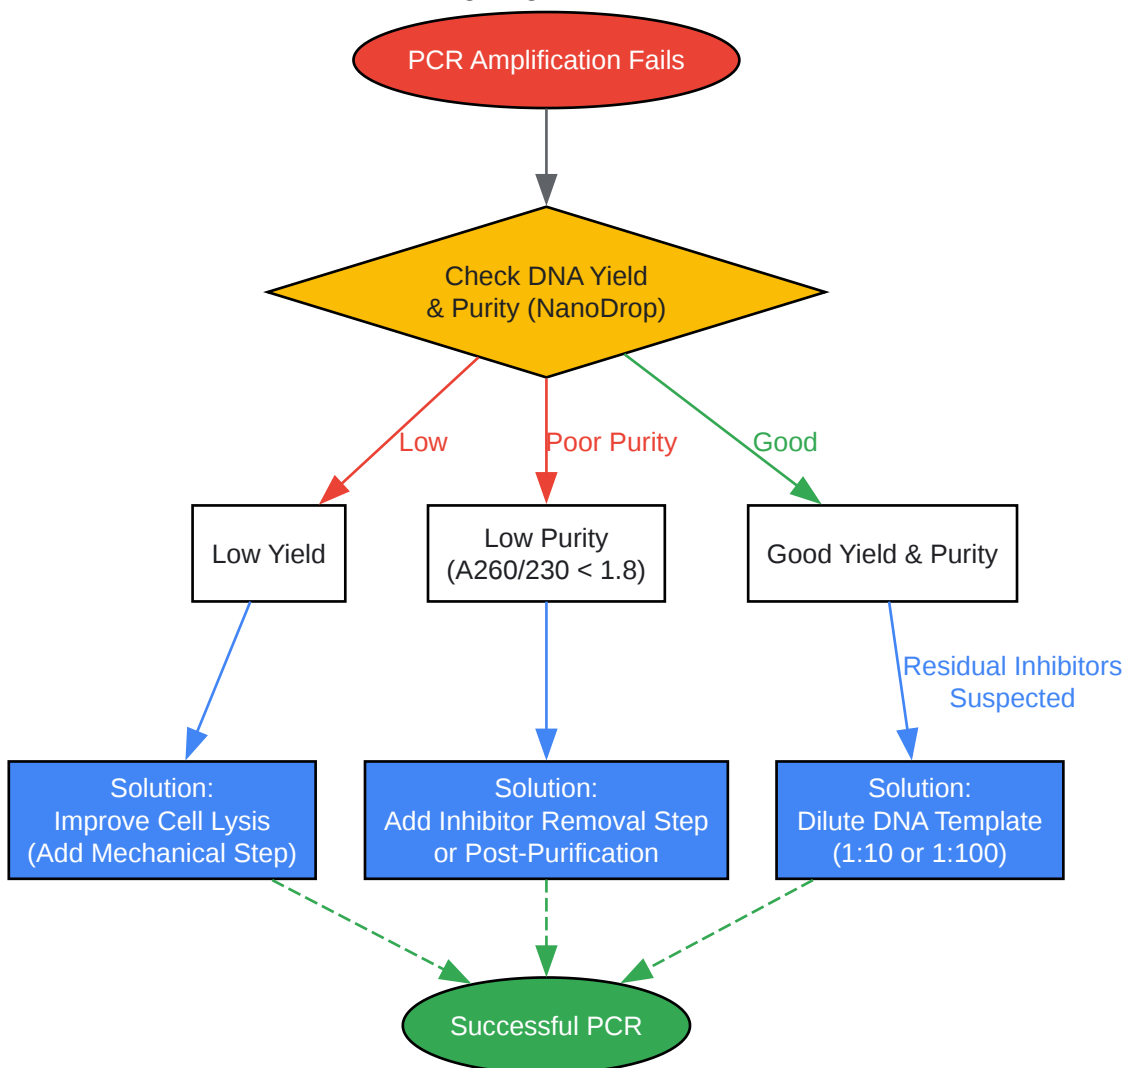 PCR Amplification Fails
Check DNA Yield
& Purity (NanoDrop)
Low
Poor Purity
Good
Low Yield
Low Purity
(A260/230 < 1.8)
Good Yield & Purity
Residual Inhibitors
Suspected
Solution:
Improve Cell Lysis
(Add Mechanical Step)
Solution:
Add Inhibitor Removal Step
or Post-Purification
Solution:
Dilute DNA Template
(1:10 or 1:100)
Successful PCR